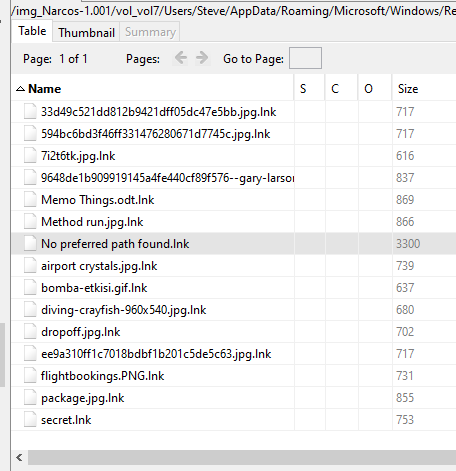 /img_Narcos-1.001/vol_vol7/Users/Steve/AppData/Roaming/Microsoft/Windows/Re
Table Thumbnail Summary
Page: 1 of 1 Pages: Go to Page:
Name S C O Size
33d49c521dd812b9421dff05dc47e5bb.jpg.lnk 717
594bc6bd3f46ff331476280671d7745c.jpg.lnk 717
7i2t6tk.jpg.lnk 616
9648de1b909919145a4fe440cf89f576--gary-larson 837
Memo Things.odt.lnk 869
Method run.jpg.lnk 866
No preferred path found.lnk 3300
airport crystals.jpg.lnk 739
bomba-etkisi.gif.lnk 637
diving-crayfish-960x540.jpg.lnk 680
dropoff.jpg.lnk 702
ee9a310ff1c7018bdbf1b201c5de5c63.jpg.lnk 717
flightbookings.PNG.lnk 731
package.jpg.lnk 855
secret.lnk 753